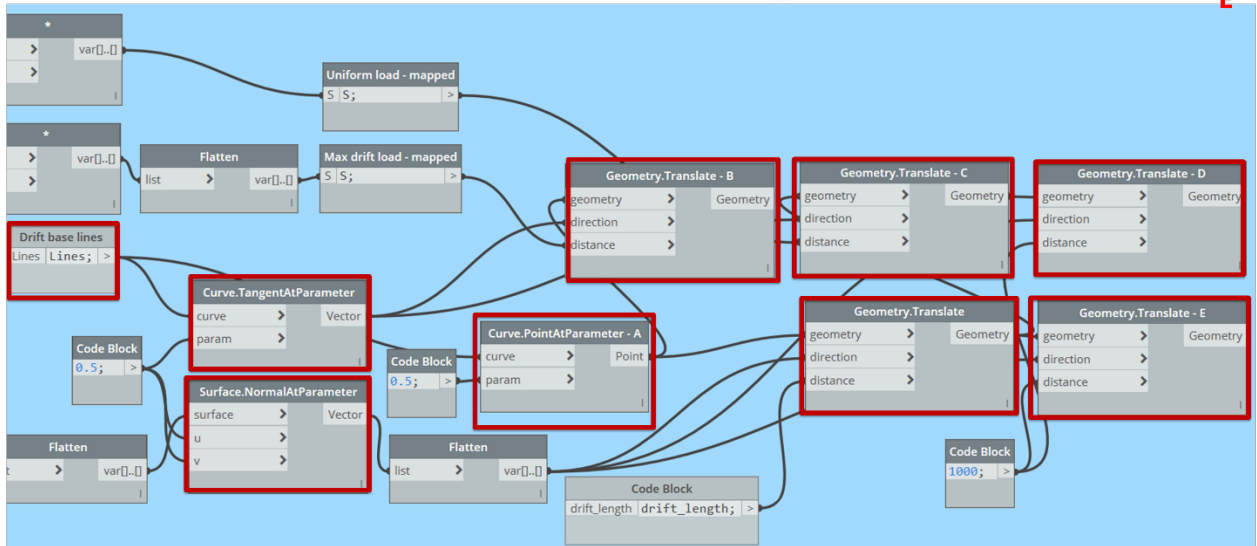 E
*
> var[]..[]
>
Uniform load - mapped
S S; >
*
> var[]..[]
>
Flatten
list > var[]..[]
Max drift load - mapped
S S; >
Geometry.Translate - B
geometry > Geometry
direction >
distance >
Geometry.Translate - C
geometry > Geometry
direction >
distance >
Geometry.Translate - D
geometry > Geometry
direction >
distance >
Drift base lines
Lines Lines; >
Curve.TangentAtParameter
curve > Vector
param >
Code Block
0.5; >
Code Block
0.5; >
Curve.PointAtParameter - A
curve > Point
param >
Geometry.Translate
geometry > Geometry
direction >
distance >
Geometry.Translate - E
geometry > Geometry
direction >
distance >
Surface.NormalAtParameter
surface > Vector
u >
v >
Flatten
> var[]..[]
Flatten
list > var[]..[]
Code Block
drift_length drift_length; >
Code Block
1000; >